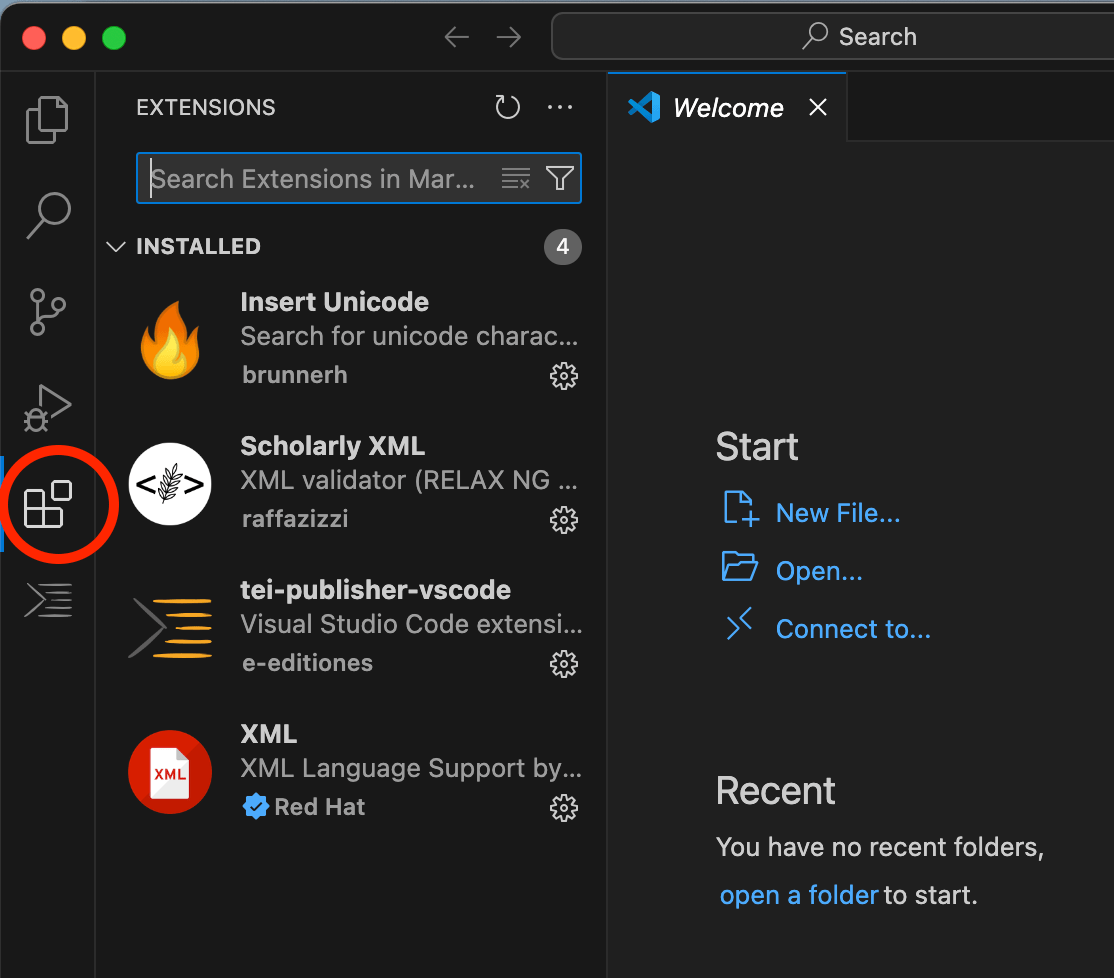 Search
EXTENSIONS
Welcome
Search Extensions in Mar...
INSTALLED
4
Insert Unicode
Search for unicode charac...
brunnerh
Scholarly XML
XML validator (RELAX NG ...
raffazizzi
tei-publisher-vscode
Visual Studio Code extensi...
e-editiones
XML
XML
XML Language Support by...
Red Hat
Start
New File...
Open...
Connect to...
Recent
You have no recent folders,
open a folder to start.